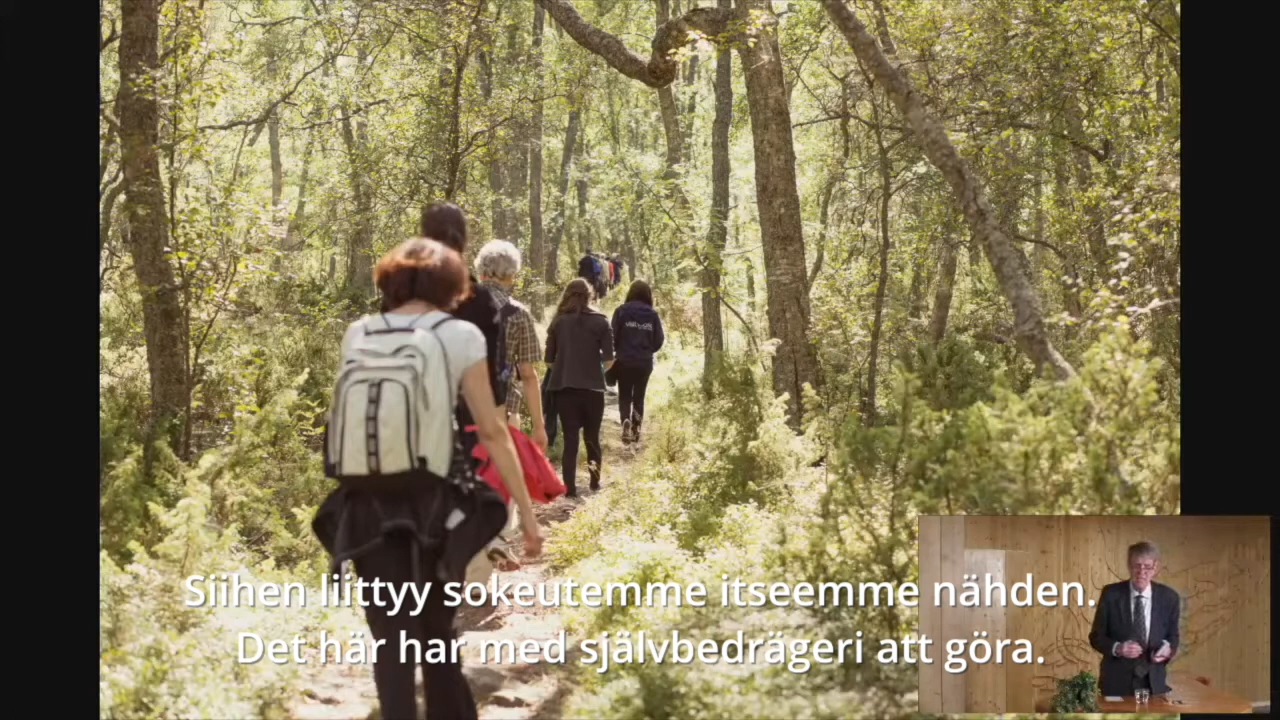 Siihen liittyy sokeutemme itseemme nähden.
Det här har med självbedrägeri att göra.